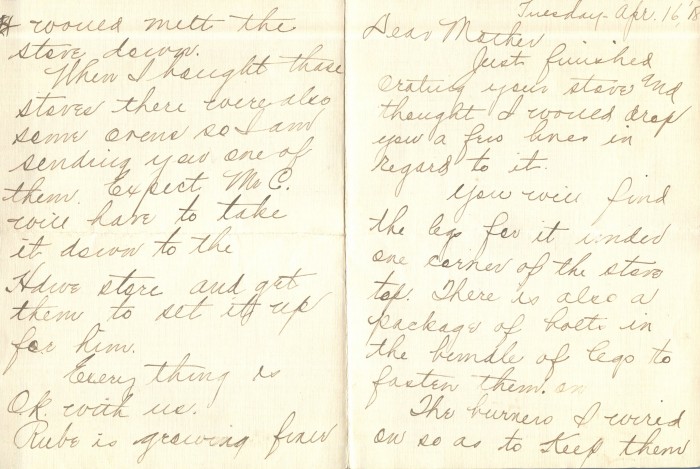 Tuesday - Apr. 16,
Dear Mother
Just finished
crating your stove and
thought I would drop
you a few lines in
regard to it.
You will find
the legs for it under
one corner of the stove
top. There is also a
package of bolts in
the bundle of legs to
fasten them. on
The burners I wired
on so as to keep them
would melt the
stove down.
When I bought those
stoves there were also
some ovens so I am
sending you one of
them. Expect Mr C.
will have to take
it down to the
Hdwe store and get
them to set it up
for him.
Every thing is
O.k. with us.
Rube is growing